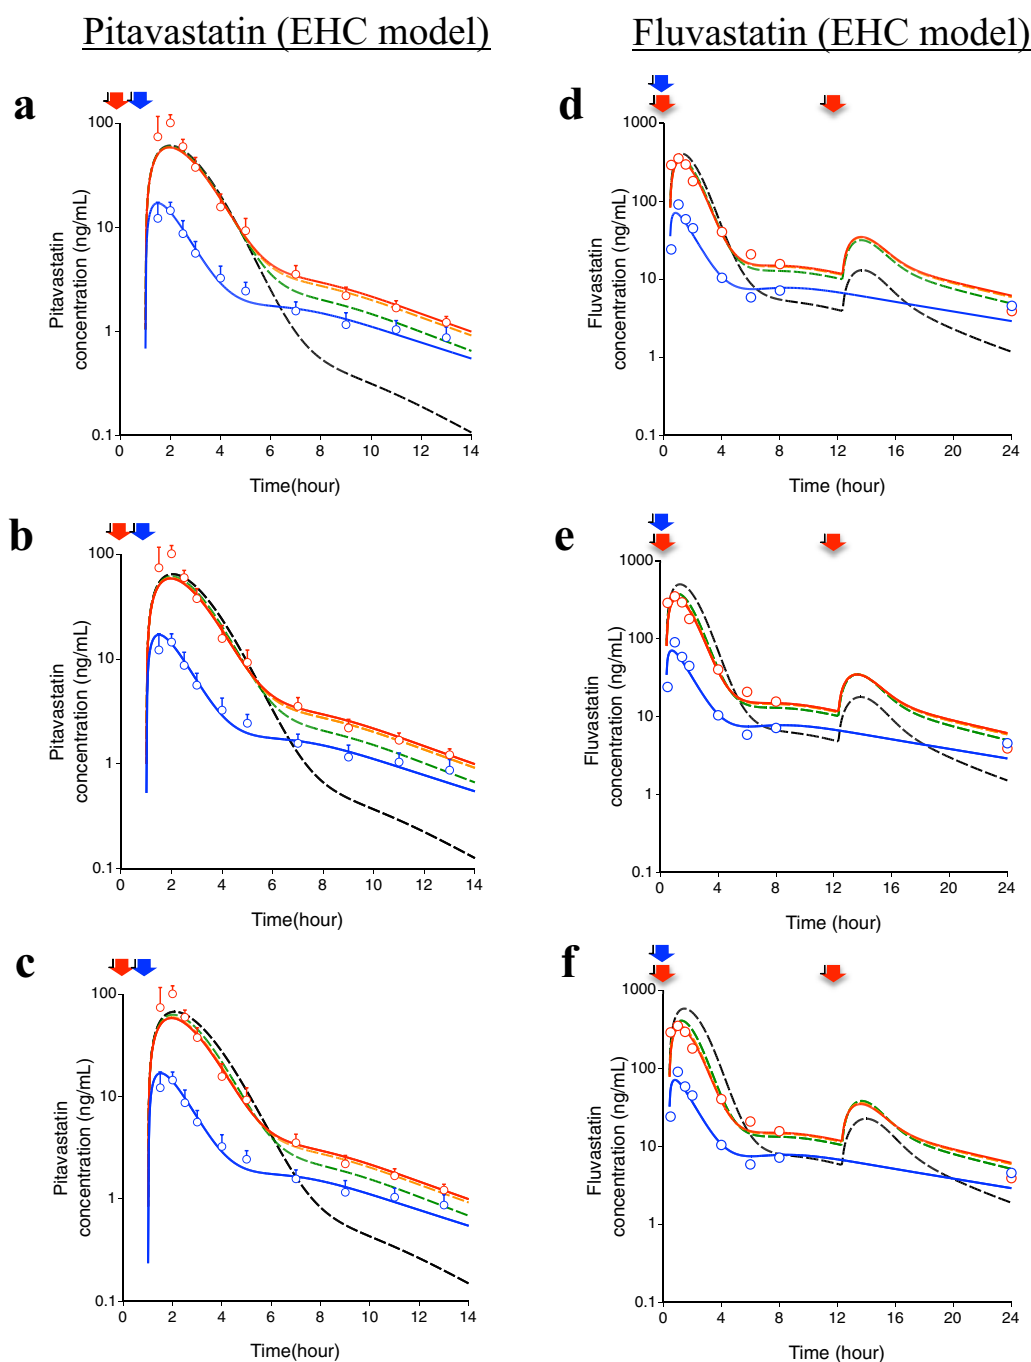 Pitavastatin (EHC model)
Fluvastatin (EHC model)
a
100
10
1
0.1
Pitavastatin
concentration (ng/mL)
0 2 4 6 8 10 12 14
Time(hour)
d
1000
100
10
1
0.1
Fluvastatin
concentration (ng/mL)
0 4 8 12 16 20 24
Time (hour)
b
100
10
1
0.1
Pitavastatin
concentration (ng/mL)
0 2 4 6 8 10 12 14
Time(hour)
e
1000
100
10
1
0.1
Fluvastatin
concentration (ng/mL)
0 4 8 12 16 20 24
Time (hour)
c
100
10
1
0.1
Pitavastatin
concentration (ng/mL)
0 2 4 6 8 10 12 14
Time(hour)
f
1000
100
10
1
0.1
Fluvastatin
concentration (ng/mL)
0 4 8 12 16 20 24
Time (hour)